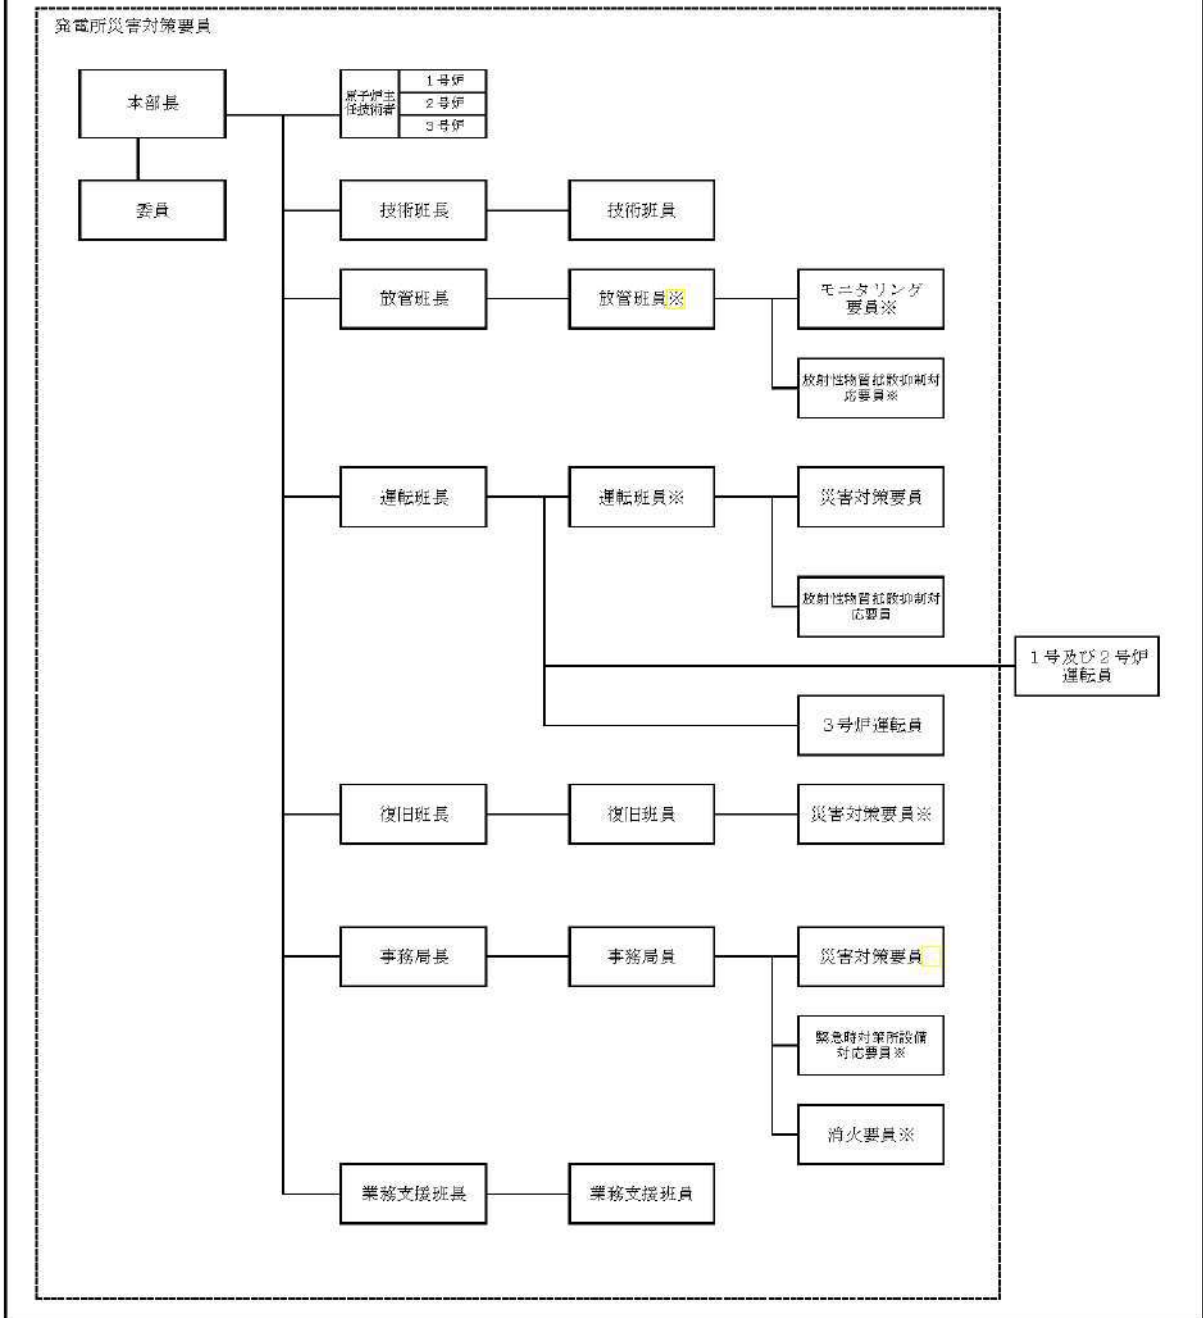 発電所災害対策要員
本部長
委員
原子炉主
任技術者
1号炉
2号炉
3号炉
技術班長
技術班員
放管班長
放管班員※
モニタリング
要員※
放射性物質拡散抑制対
応要員※
運転班長
運転班員※
災害対策要員
放射性物質拡散抑制対
応要員
1号及び2号炉
運転員
3号炉運転員
復旧班長
復旧班員
災害対策要員※
事務局長
事務局員
災害対策要員
緊急時対策所設備
対応要員※
消火要員※
業務支援班長
業務支援班員